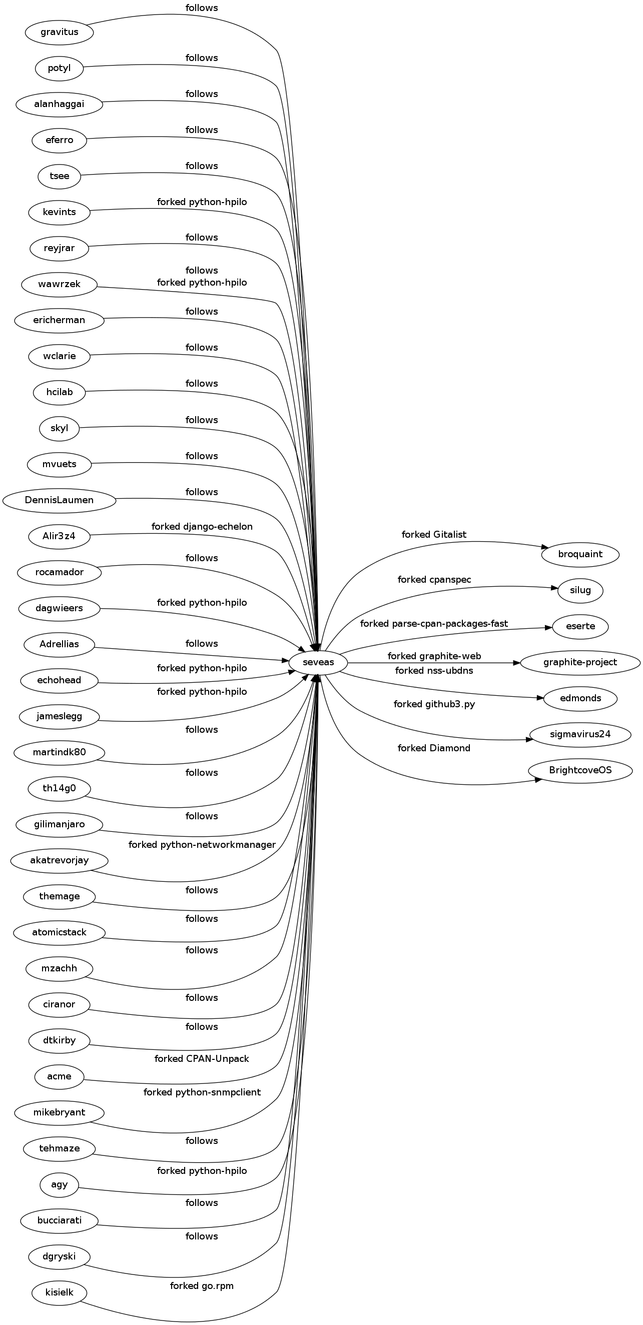 follows
gravitus
follows
potyl
follows
alanhaggai
follows
eferro
follows
tsee
forked python-hpilo
kevints
follows
reyjrar
follows
forked python-hpilo
wawrzek
follows
ericherman
follows
wclarie
follows
hcilab
follows
skyl
follows
mvuets
follows
DennisLaumen
forked django-echelon
Alir3z4
follows
rocamador
forked python-hpilo
dagwieers
follows
Adrellias
forked python-hpilo
echohead
forked python-hpilo
jameslegg
follows
martindk80
follows
th14g0
follows
gilimanjaro
forked python-networkmanager
akatrevorjay
follows
themage
follows
atomicstack
follows
mzachh
follows
ciranor
follows
dtkirby
forked CPAN-Unpack
acme
forked python-snmpclient
mikebryant
follows
tehmaze
forked python-hpilo
agy
follows
bucciarati
follows
dgryski
forked go.rpm
kisielk
seveas
forked Gitalist
broquaint
forked cpanspec
silug
forked parse-cpan-packages-fast
eserte
forked graphite-web
graphite-project
forked nss-ubdns
edmonds
forked github3.py
sigmavirus24
forked Diamond
BrightcoveOS